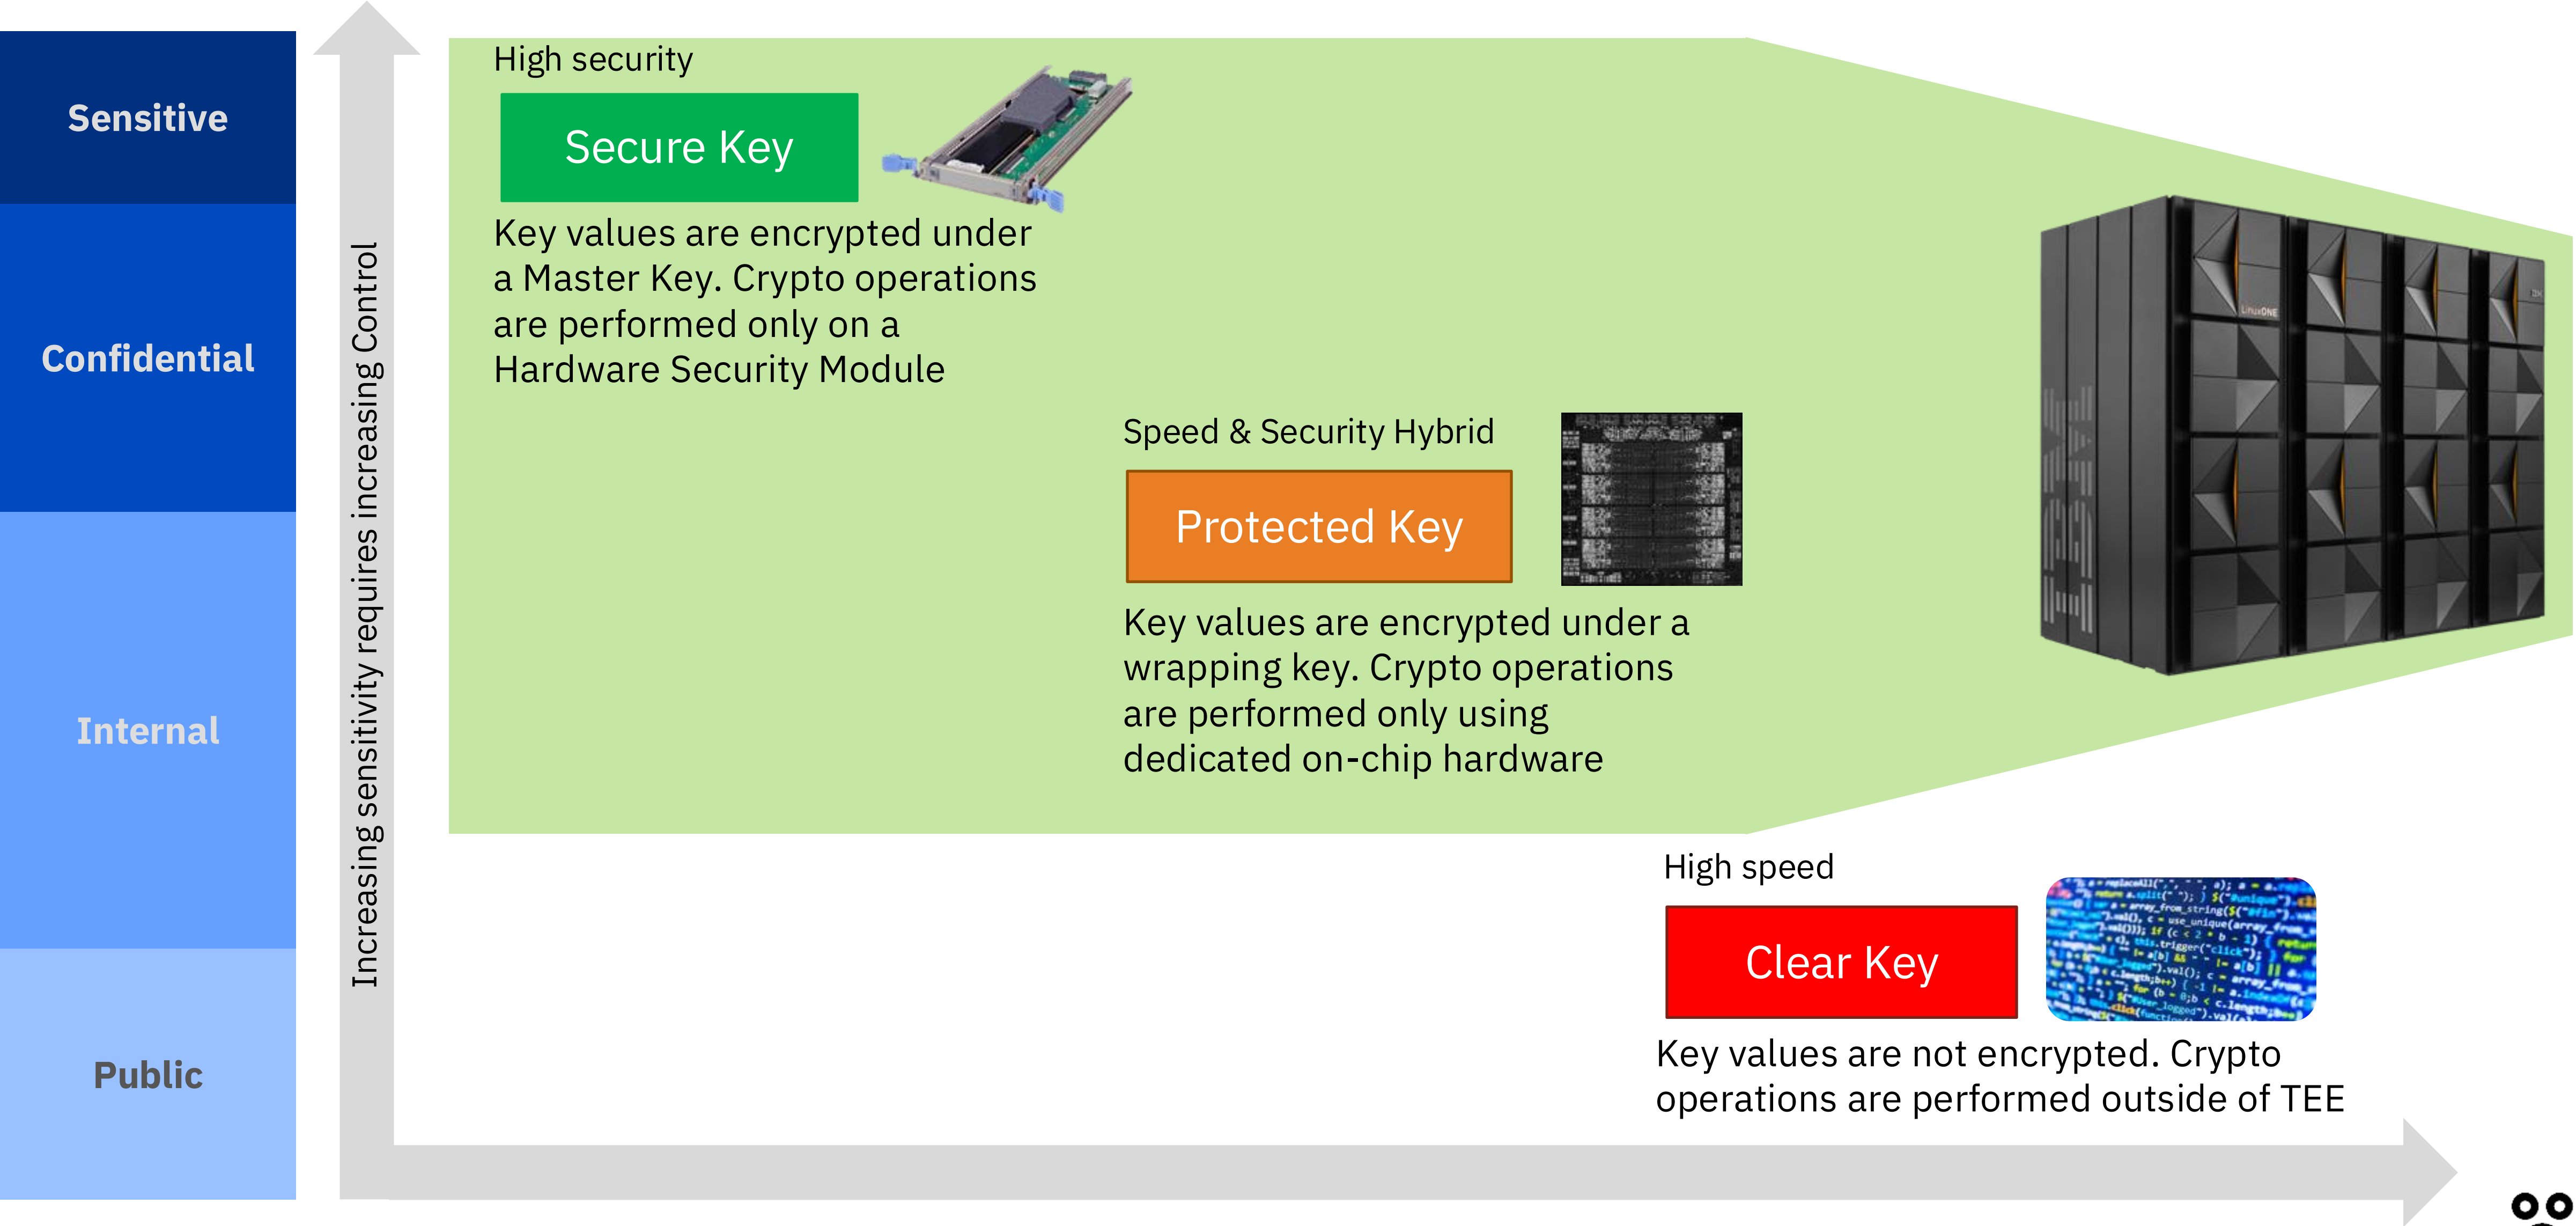 Sensitive
Confidential
Internal
Public
Increasing sensitivity requires increasing Control
High security
Secure Key
Key values are encrypted under
a Master Key. Crypto operations
are performed only on a
Hardware Security Module
Speed & Security Hybrid
Protected Key
Key values are encrypted under a
wrapping key. Crypto operations
are performed only using
dedicated on-chip hardware
IBM
LinuxONE
High speed
Clear Key
Key values are not encrypted. Crypto
operations are performed outside of TEE